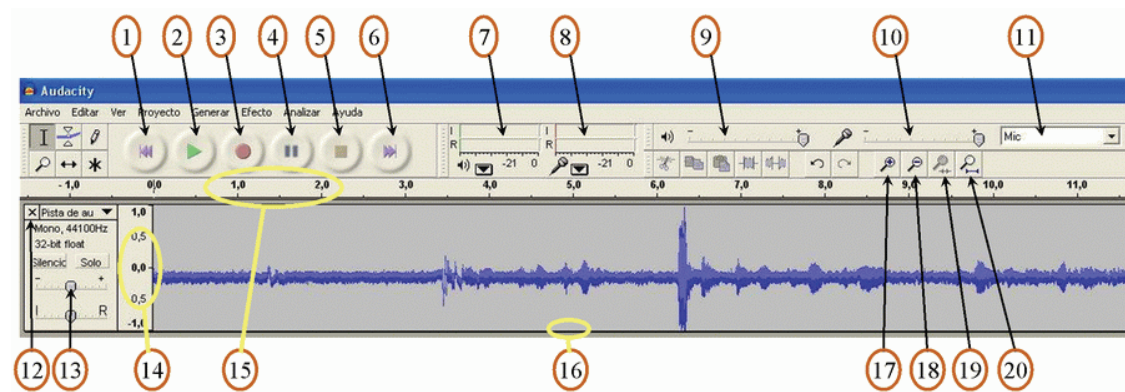 1 2 3 4 5 6 7 8 9 10 11
Audacity
Archivo Editar Ver Proyecto Generar Efecto Analizar Ayuda
I I Mic
R R
-21 0 -21 0
- 1,0 0,0 1,0 2,0 3,0 4,0 5,0 6,0 7,0 8,0 9,0 10,0 11,0
Pista de au 1,0
Mono, 44100Hz
32-bit float 0,5
Silencio Solo
- + 0,0
0,5
I R
-1,0
12 13 14 15 16 17 18 19 20